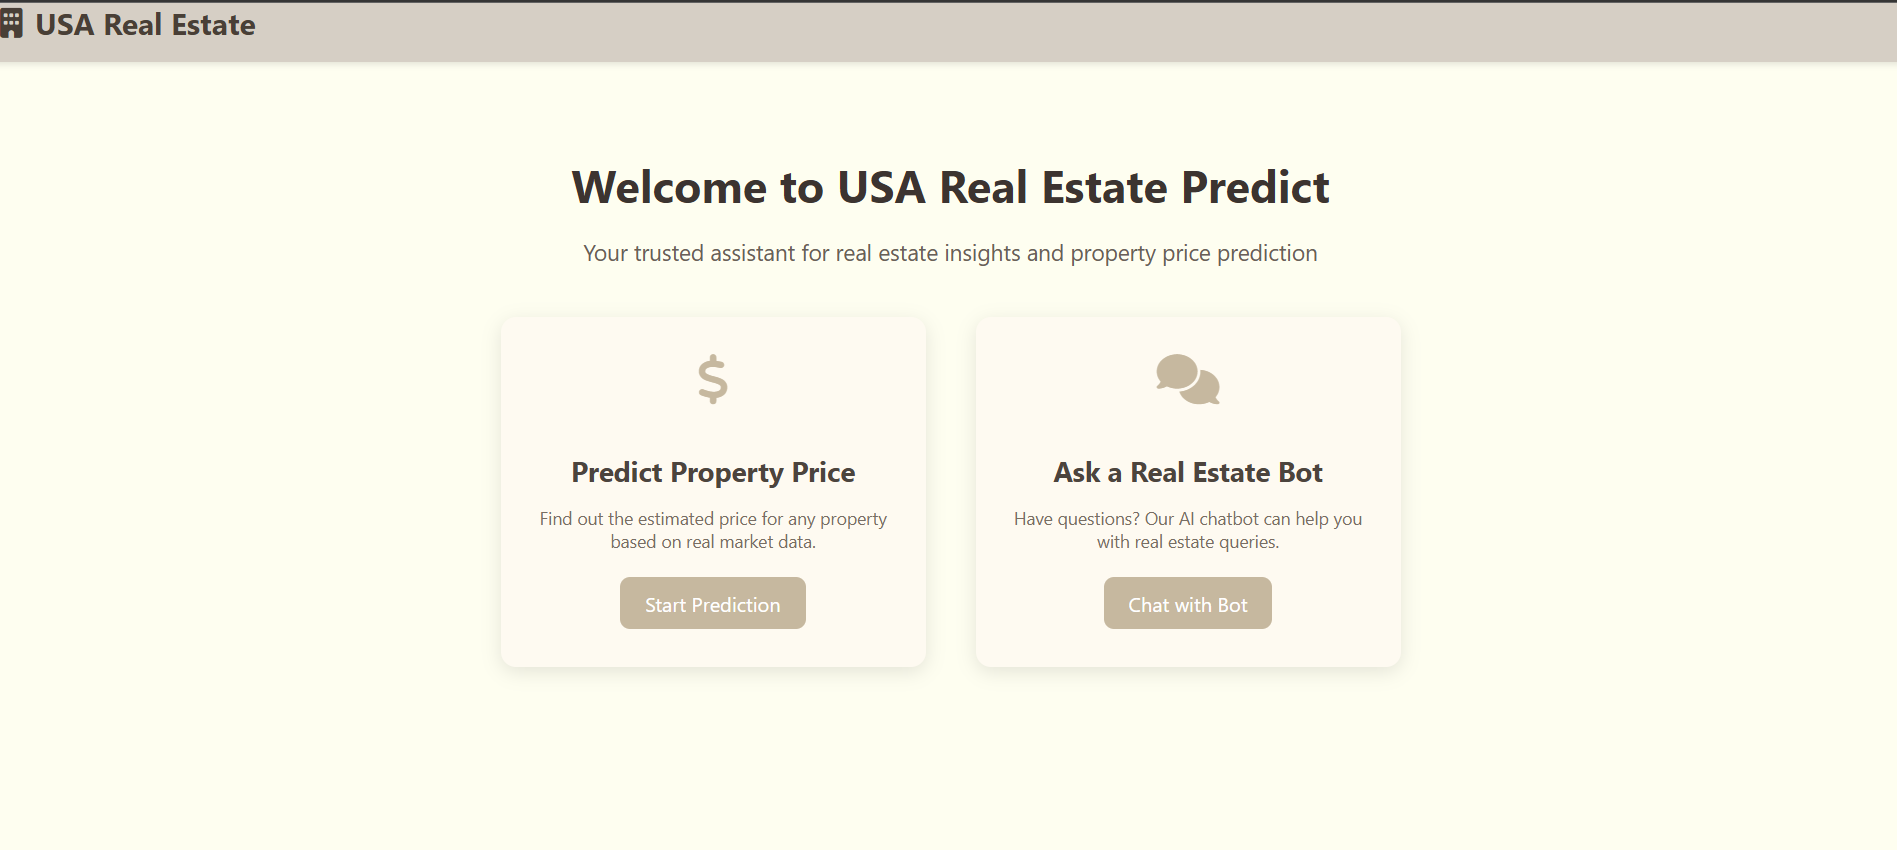 USA Real Estate
Welcome to USA Real Estate Predict
Your trusted assistant for real estate insights and property price prediction
Predict Property Price
Find out the estimated price for any property
based on real market data.
Start Prediction
Ask a Real Estate Bot
Have questions? Our AI chatbot can help you
with real estate queries.
Chat with Bot